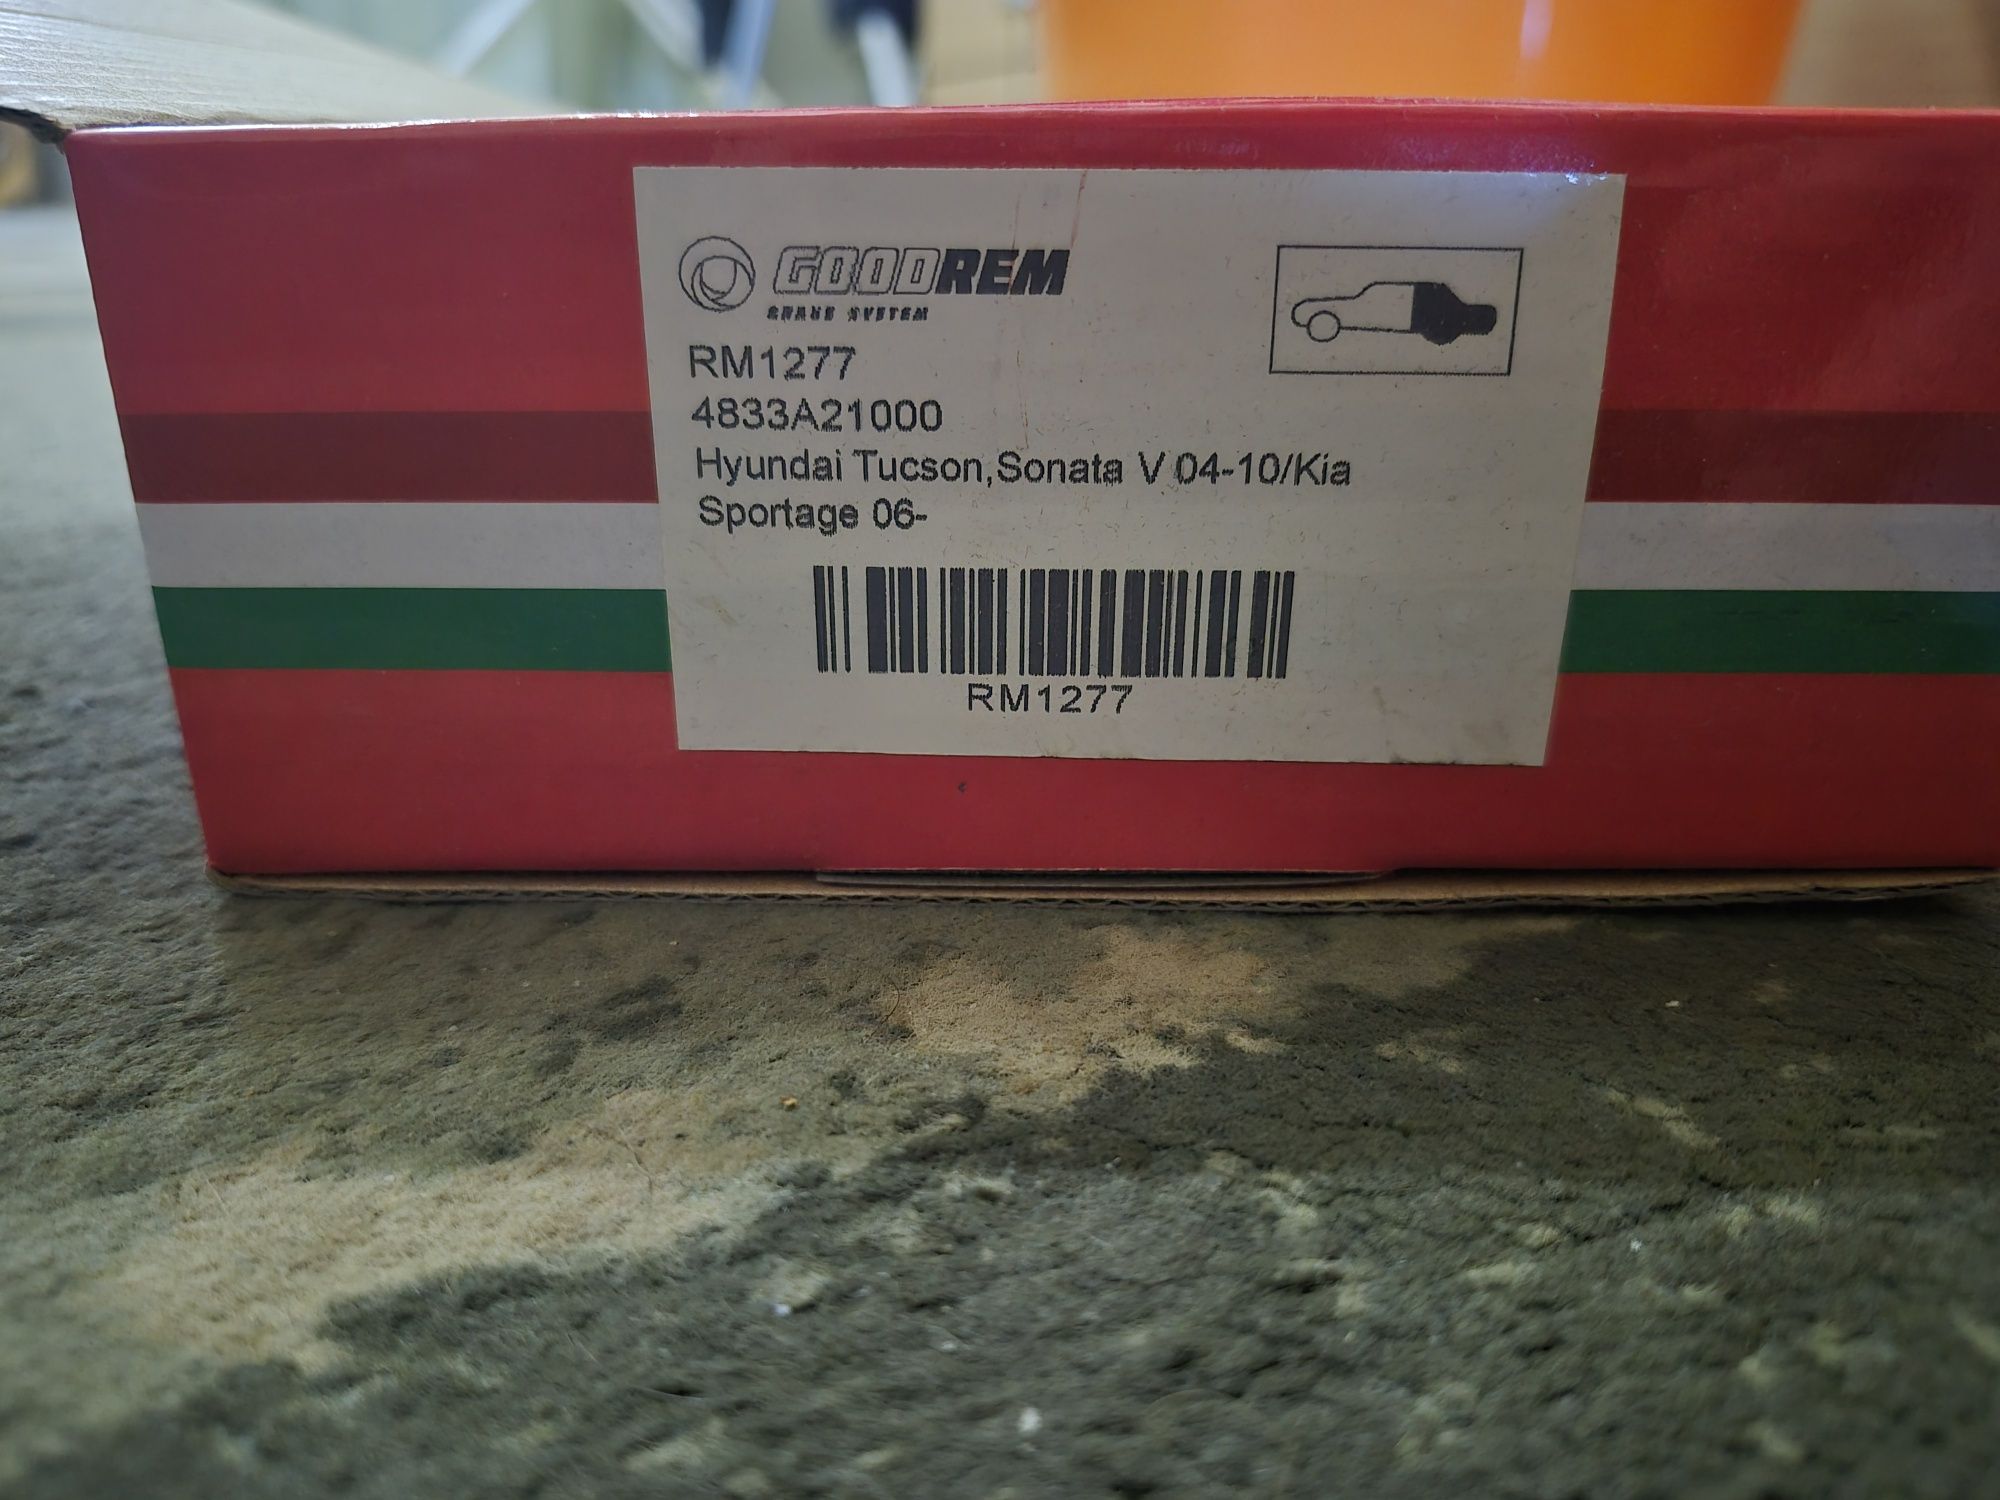 GOODREM
BRAKE SYSTEM
RM1277
4833A21000
Hyundai Tucson,Sonata V 04-10/Kia
Sportage 06-
RM1277